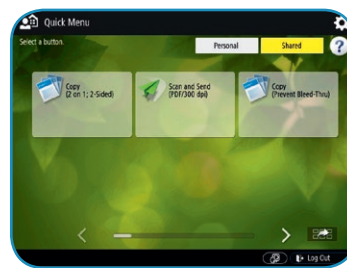 Quick Menu
Select a button.
Personal
Shared
?
Copy
(2 on 1; 2-Sided)
Scan and Send
(PDF/300 dpi)
Copy
(Prevent Bleed-Thru)
Log Out